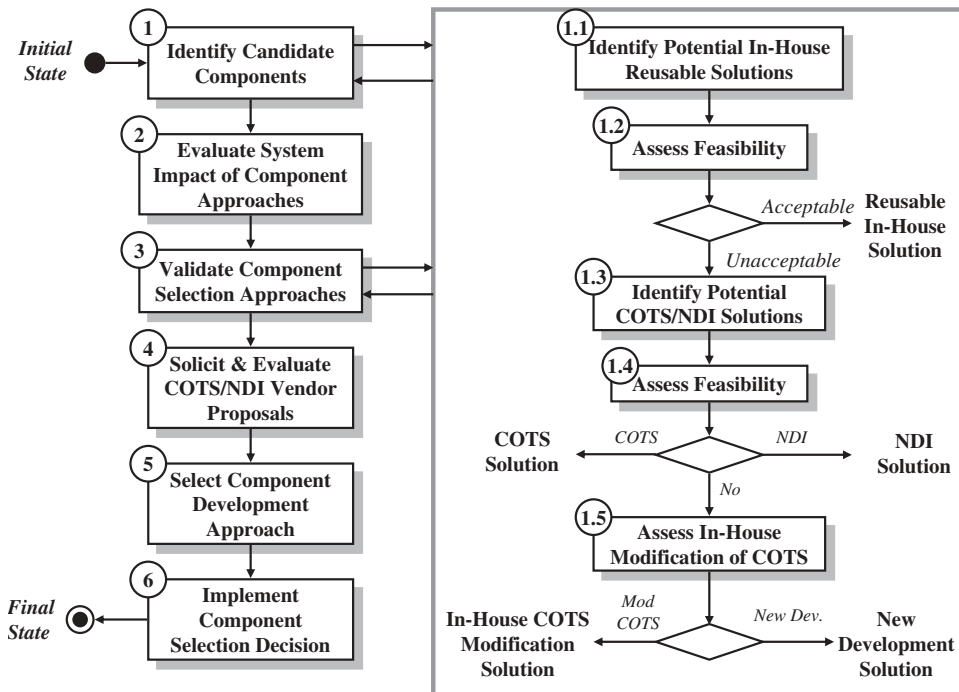 Initial
State
1
Identify Candidate
Components
2
Evaluate System
Impact of Component
Approaches
3
Validate Component
Selection Approaches
4
Solicit & Evaluate
COTS/NDI Vendor
Proposals
5
Select Component
Development
Approach
6
Implement
Component
Selection Decision
Final
State
1.1
Identify Potential In-House
Reusable Solutions
1.2
Assess Feasibility
Acceptable
Reusable
In-House
Solution
Unacceptable
1.3
Identify Potential
COTS/NDI Solutions
1.4
Assess Feasibility
COTS
Solution
COTS
NDI
NDI
Solution
No
1.5
Assess In-House
Modification of COTS
In-House COTS
Modification
Solution
Mod
COTS
New Dev.
New
Development
Solution